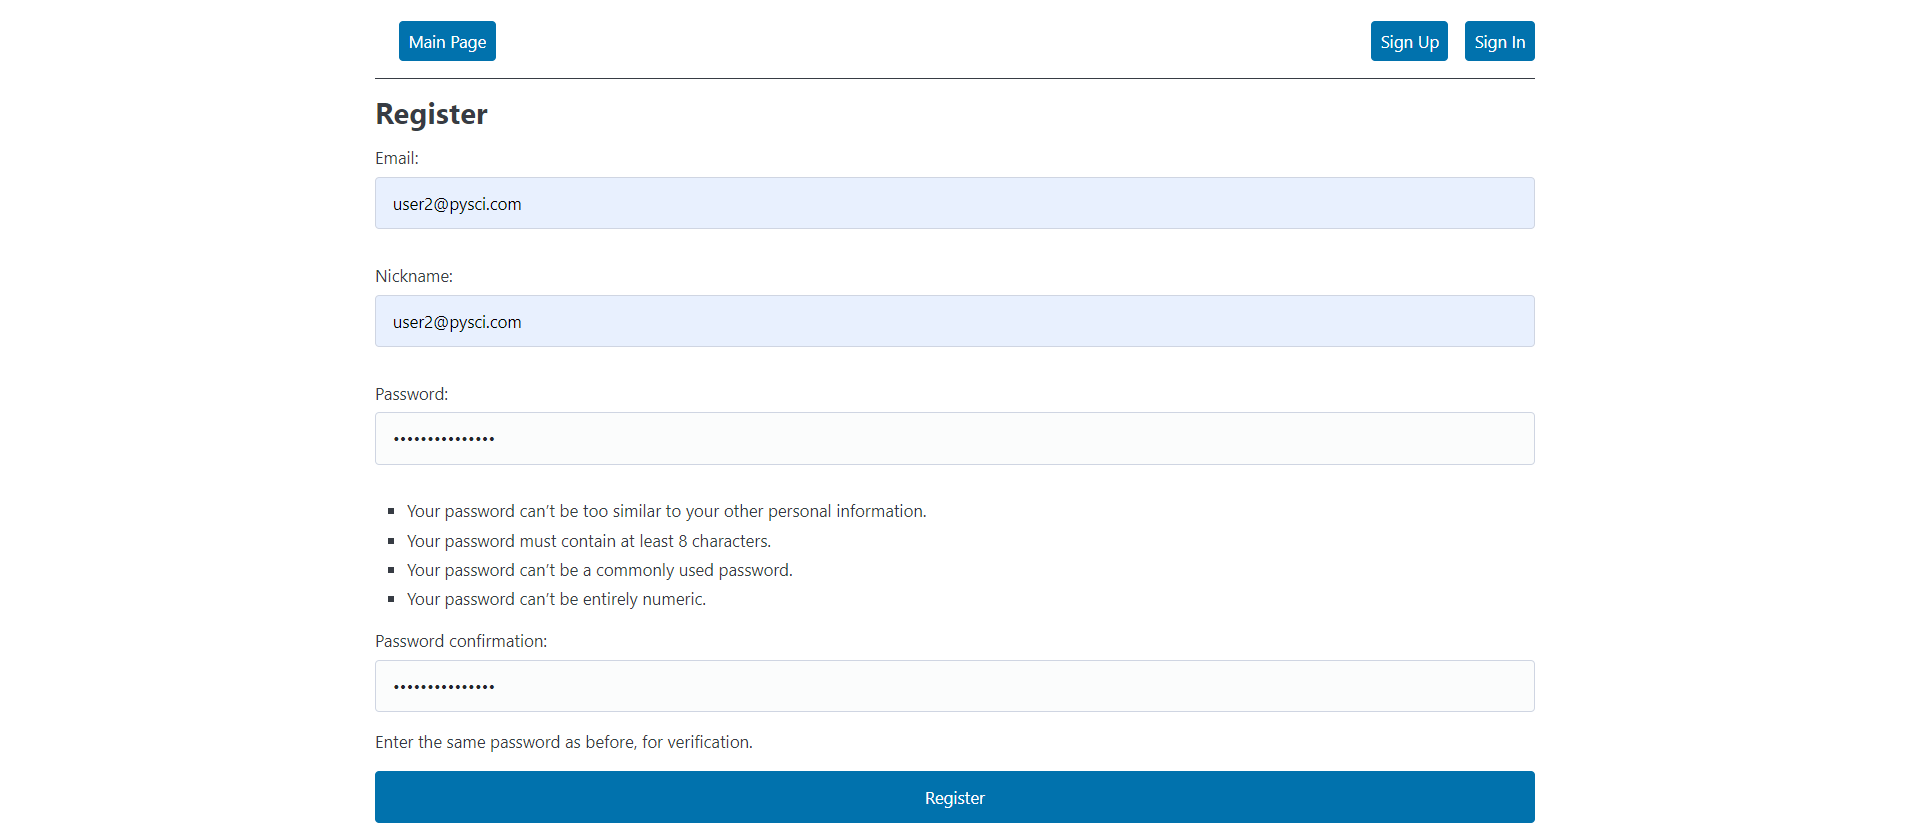 Main Page Sign Up Sign In
Register
Email:
user2@pysci.com
Nickname:
user2@pysci.com
Password:
•••••••••••••••
Your password can’t be too similar to your other personal information.
Your password must contain at least 8 characters.
Your password can’t be a commonly used password.
Your password can’t be entirely numeric.
Password confirmation:
•••••••••••••••
Enter the same password as before, for verification.
Register